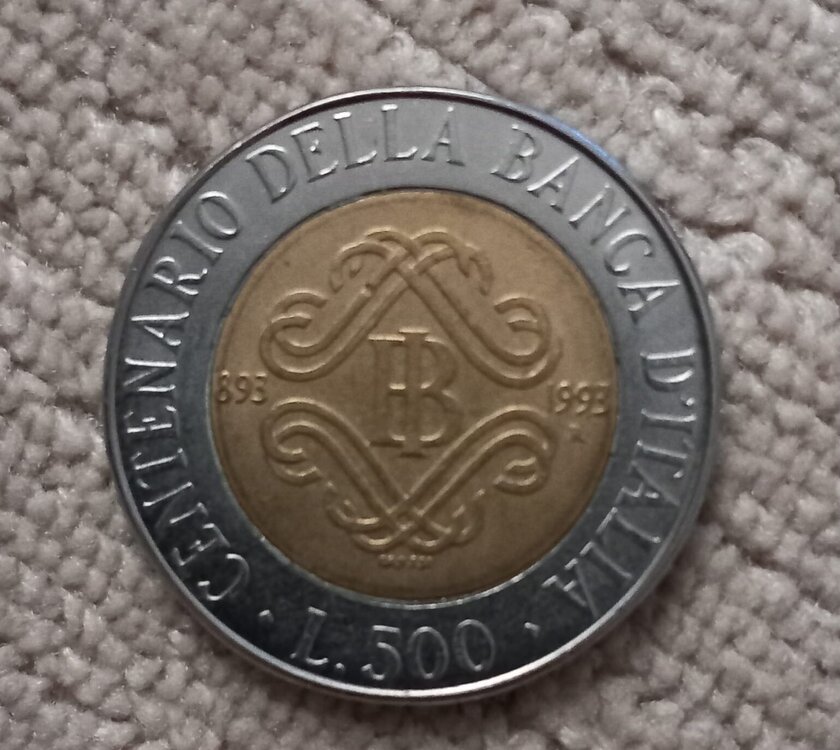 CENTENARIO DELLA BANCA D'ITALIA
893
1993
IB
R
L.500